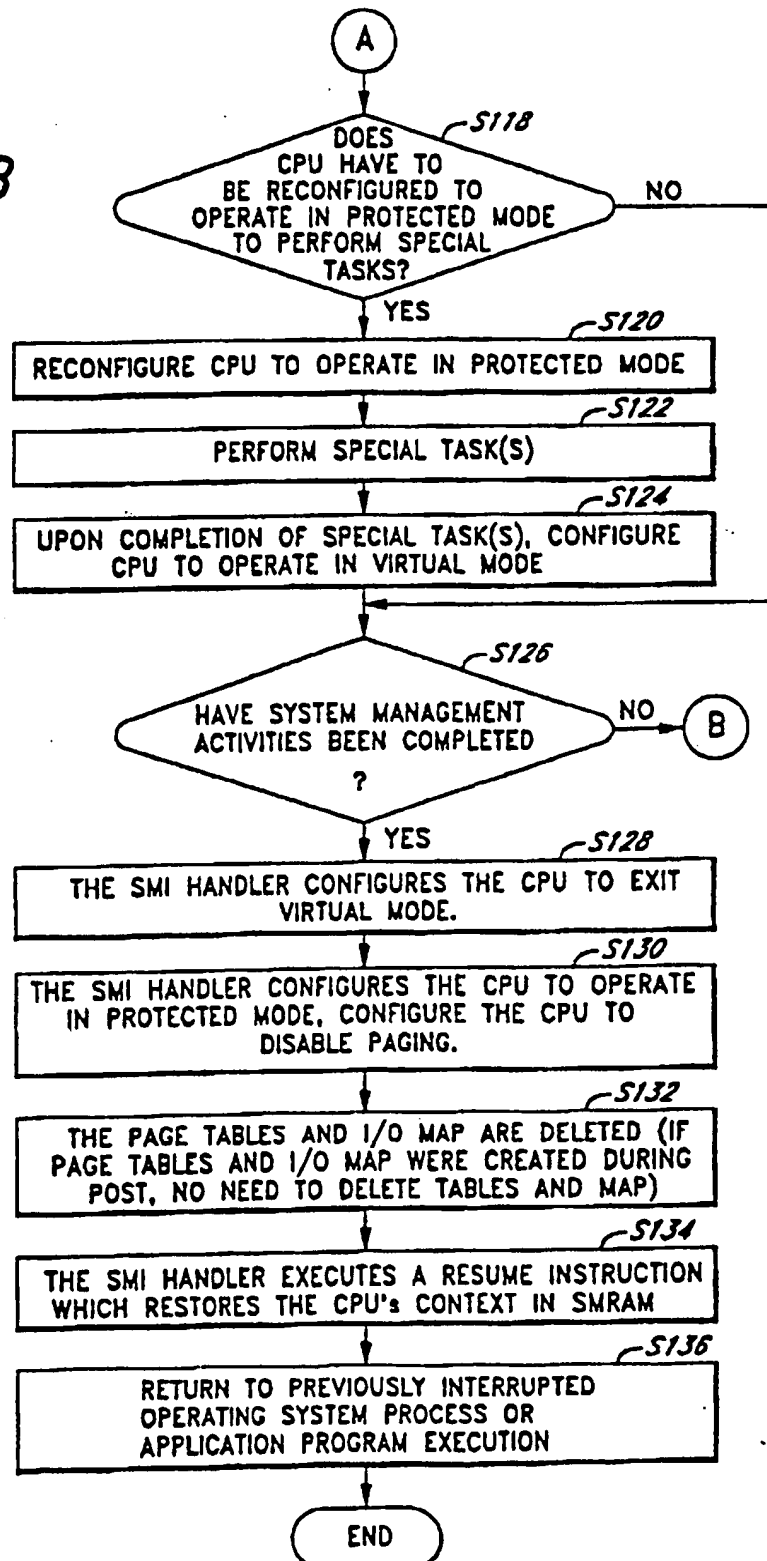 A
S118
DOES
CPU HAVE TO
BE RECONFIGURED TO
OPERATE IN PROTECTED MODE
TO PERFORM SPECIAL
TASKS?
NO
YES
S120
RECONFIGURE CPU TO OPERATE IN PROTECTED MODE
S122
PERFORM SPECIAL TASK(S)
S124
UPON COMPLETION OF SPECIAL TASK(S), CONFIGURE
CPU TO OPERATE IN VIRTUAL MODE
S126
HAVE SYSTEM MANAGEMENT
ACTIVITIES BEEN COMPLETED
?
NO
B
YES
S128
THE SMI HANDLER CONFIGURES THE CPU TO EXIT
VIRTUAL MODE.
S130
THE SMI HANDLER CONFIGURES THE CPU TO OPERATE
IN PROTECTED MODE, CONFIGURE THE CPU TO
DISABLE PAGING.
S132
THE PAGE TABLES AND I/O MAP ARE DELETED (IF
PAGE TABLES AND I/O MAP WERE CREATED DURING
POST, NO NEED TO DELETE TABLES AND MAP)
S134
THE SMI HANDLER EXECUTES A RESUME INSTRUCTION
WHICH RESTORES THE CPU's CONTEXT IN SMRAM
S136
RETURN TO PREVIOUSLY INTERRUPTED
OPERATING SYSTEM PROCESS OR
APPLICATION PROGRAM EXECUTION
END